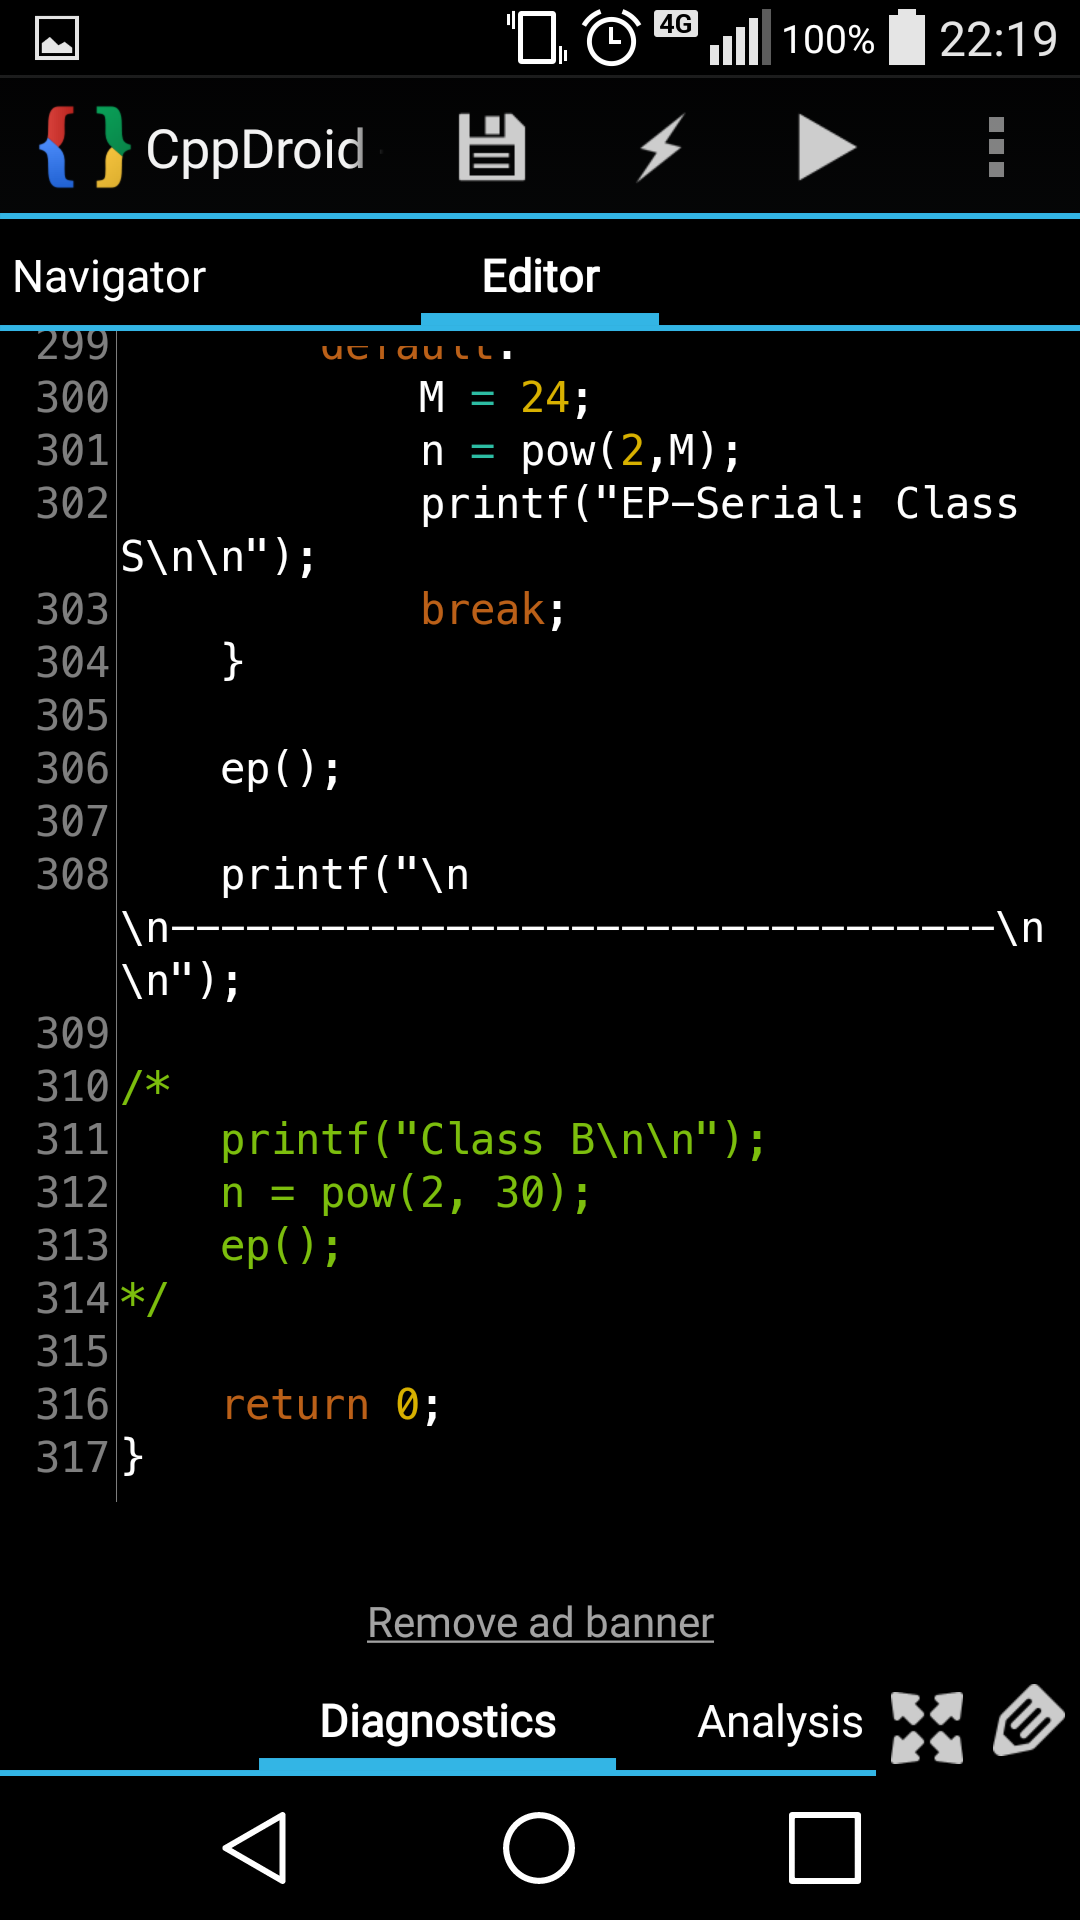 4G 100% 22:19
CppDroid
Navigator Editor
299 default:
300 M = 24;
301 n = pow(2,M);
302 printf("EP-Serial: Class
S\n\n");
303 break;
304 }
305
306 ep();
307
308 printf("\n
\n---------------------------------\n
\n");
309
310 /*
311 printf("Class B\n\n");
312 n = pow(2, 30);
313 ep();
314 */
315
316 return 0;
317 }
Remove ad banner
Diagnostics Analysis